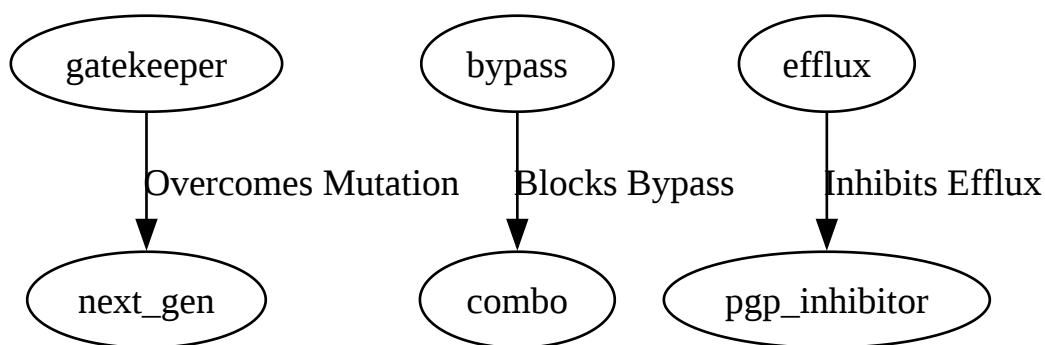 gatekeeper
bypass
efflux
Overcomes Mutation
Blocks Bypass
Inhibits Efflux
next_gen
combo
pgp_inhibitor